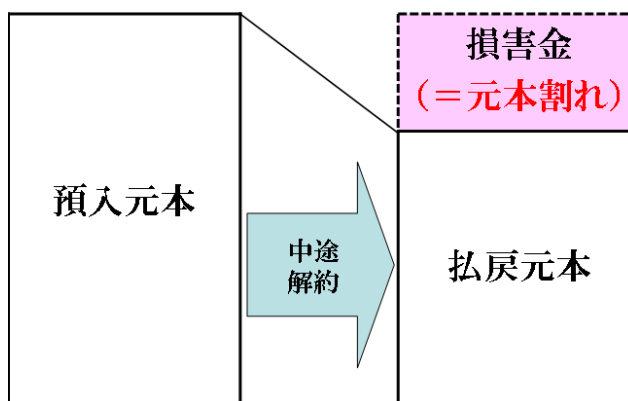 預入元本
中途
解約
損害金
（＝元本割れ）
払戻元本